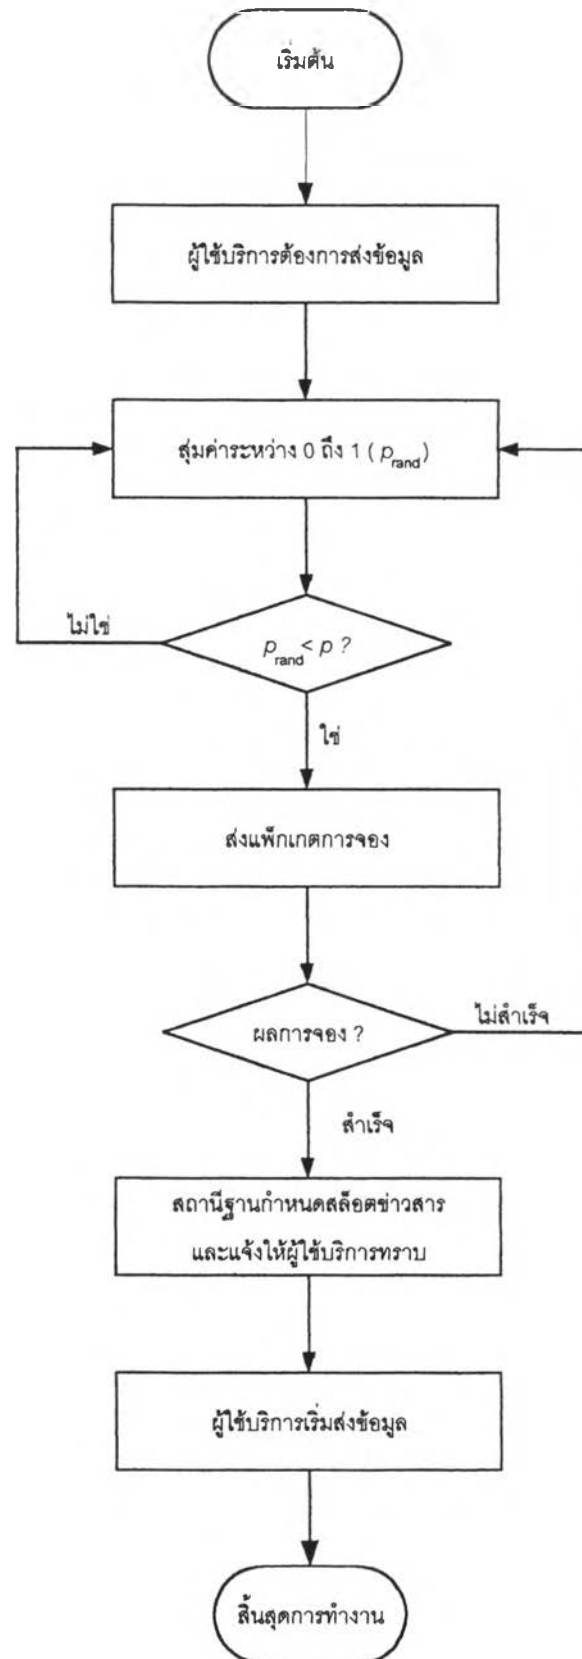 เริ่มต้น
ผู้ใช้บริการต้องการส่งข้อมูล
สุ่มค่าระหว่าง 0 ถึง 1 ( p_rand )
ไม่ใช่
p_rand < p ?
ใช่
ส่งแพ็กเกตการจอง
ผลการจอง ?
ไม่สำเร็จ
สำเร็จ
สถานีฐานกำหนดสล็อตข่าวสาร
และแจ้งให้ผู้ใช้บริการทราบ
ผู้ใช้บริการเริ่มส่งข้อมูล
สิ้นสุดการทำงาน